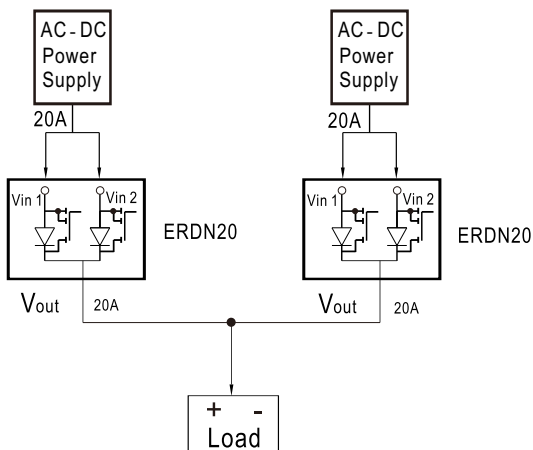 AC - DC
Power
Supply
AC - DC
Power
Supply
20A
20A
Vin 1
Vin 2
ERDN20
Vin 1
Vin 2
ERDN20
Vout
20A
Vout
20A
+ -
Load